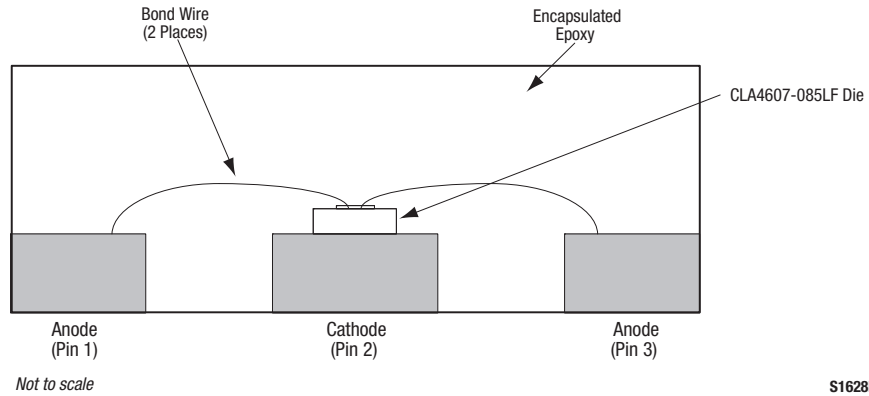 Bond Wire
(2 Places)
Encapsulated
Epoxy
CLA4607-085LF Die
Anode
(Pin 1)
Cathode
(Pin 2)
Anode
(Pin 3)
Not to scale
S1628